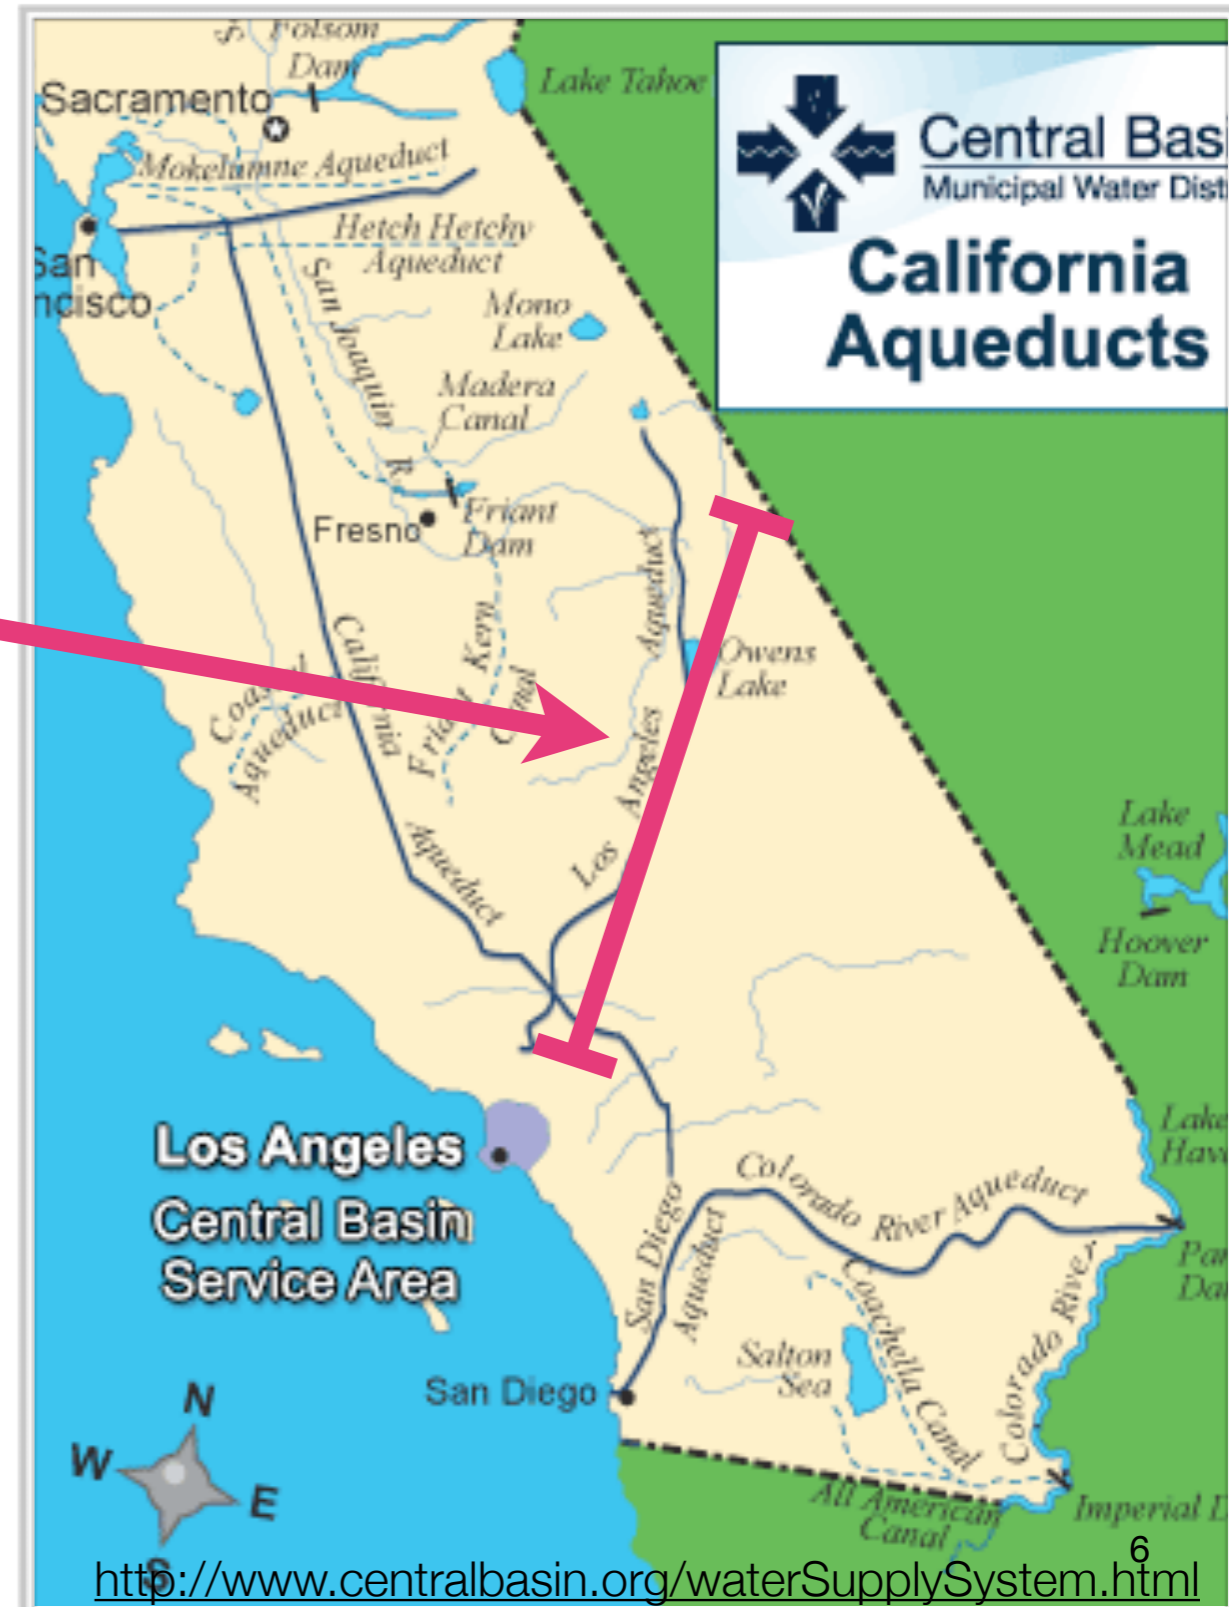 Folsom
Dam
Lake Tahoe
Sacramento
Mokelumne Aqueduct
Central
Municipal Water
California
Aqueducts
Hetch Hetchy
Aqueduct
San
San Joaquin R.
Mono
Lake
Madera
Canal
Fresno
Friant
Dam
Los Angeles Aqueduct
Owens
Lake
California Aqueduct
Friant Kern
Canal
Coastal
Aqueduct
Lake
Mead
Hoover
Dam
Los Angeles
Central Basin
Service Area
Lake
Colorado River Aqueduct
San Diego
Aqueduct
Coachella Canal
Colorado River
Salton
Sea
San Diego
N
W
E
S
All American
Canal
Imperial
6
http://www.centralbasin.org/waterSupplySystem.html